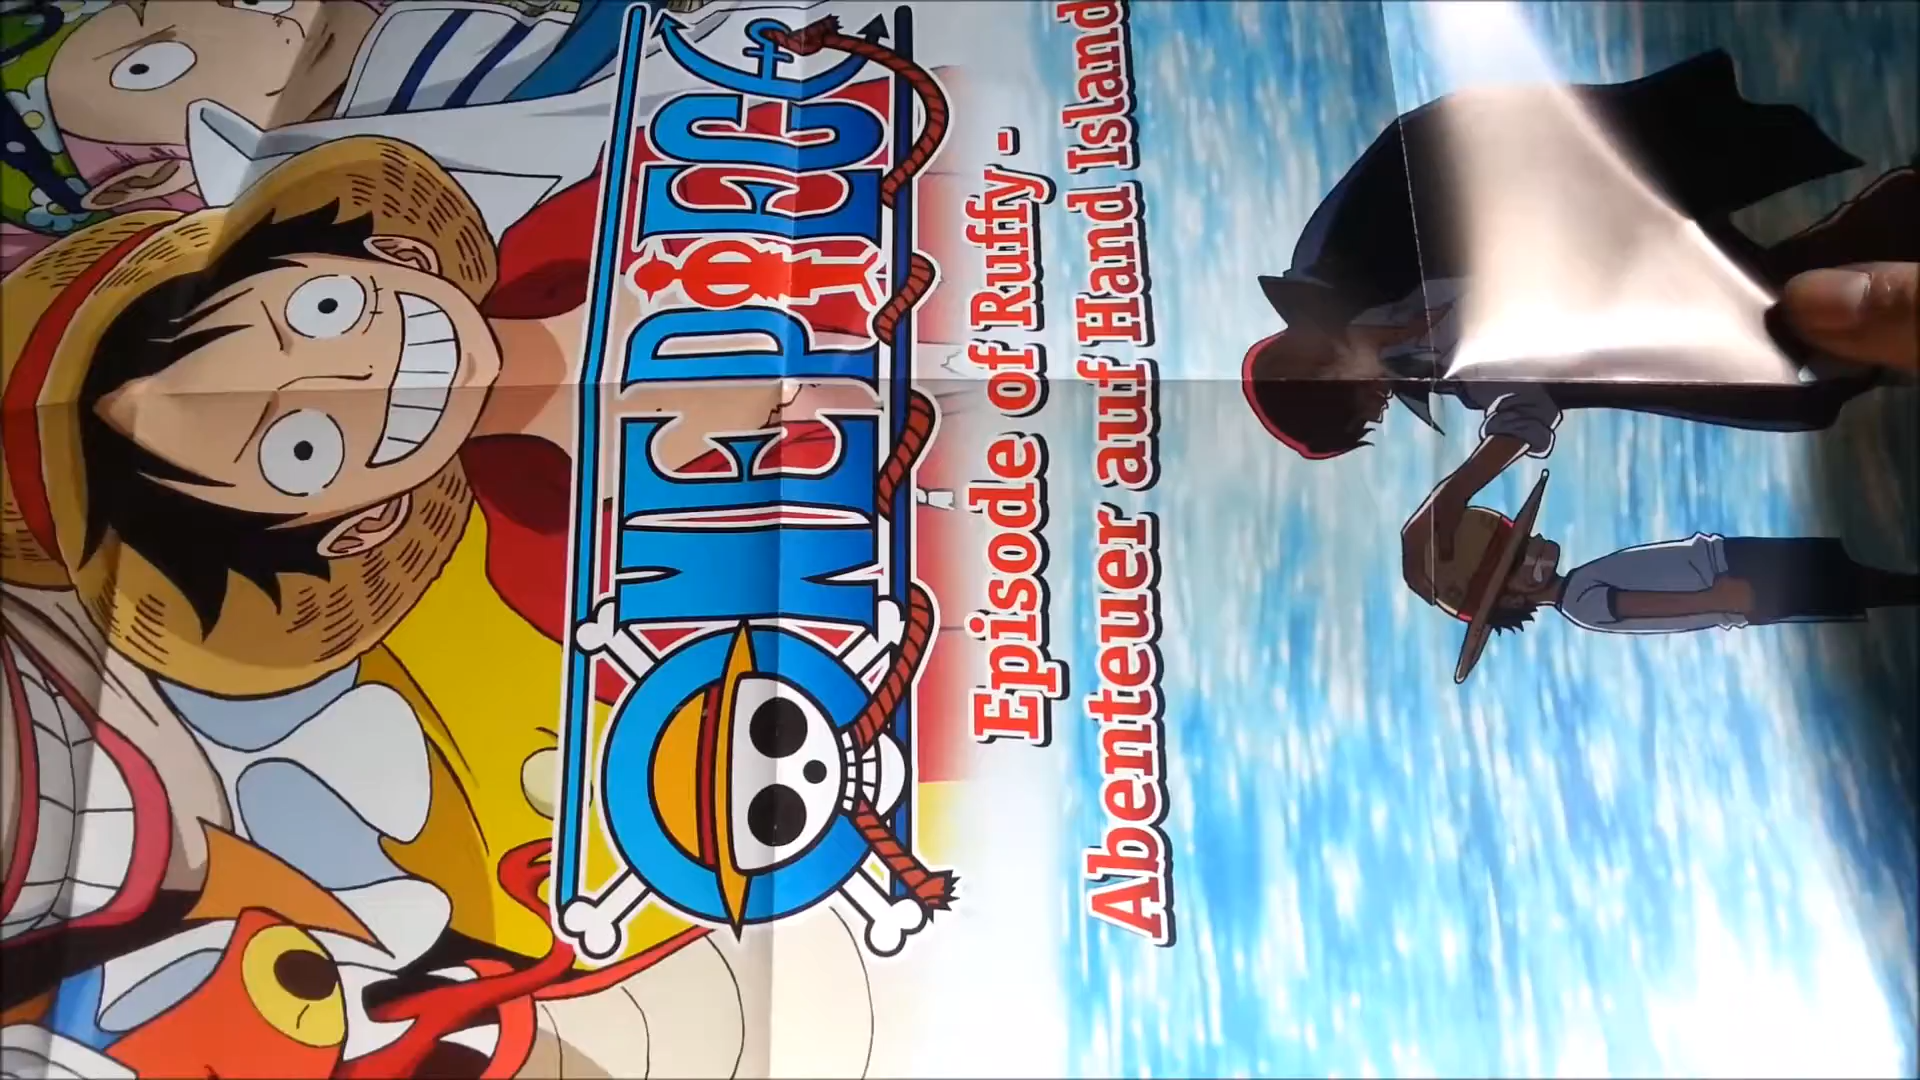 ONE PIECE
Episode of Ruffy -
Abenteuer auf Hand Island